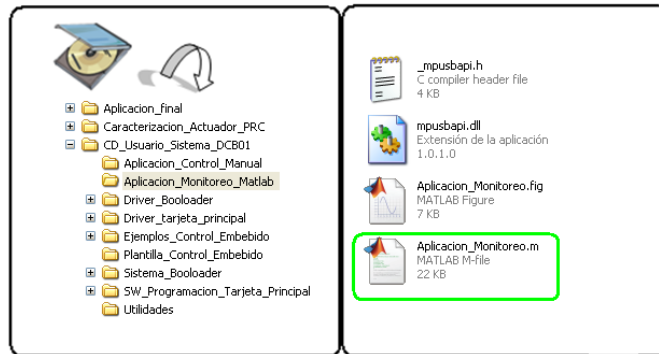 Aplicacion_final
Caracterizacion_Actuador_PRC
CD_Usuario_Sistema_DCB01
Aplicacion_Control_Manual
Aplicacion_Monitoreo_Matlab
Driver_Booloader
Driver_tarjeta_principal
Ejemplos_Control_Embebido
Plantilla_Control_Embebido
Sistema_Booloader
SW_Programacion_Tarjeta_Principal
Utilidades
_mpusbapi.h
C compiler header file
4 KB
mpusbapi.dll
Extensión de la aplicación
1.0.1.0
Aplicacion_Monitoreo.fig
MATLAB Figure
7 KB
Aplicacion_Monitoreo.m
MATLAB M-file
22 KB